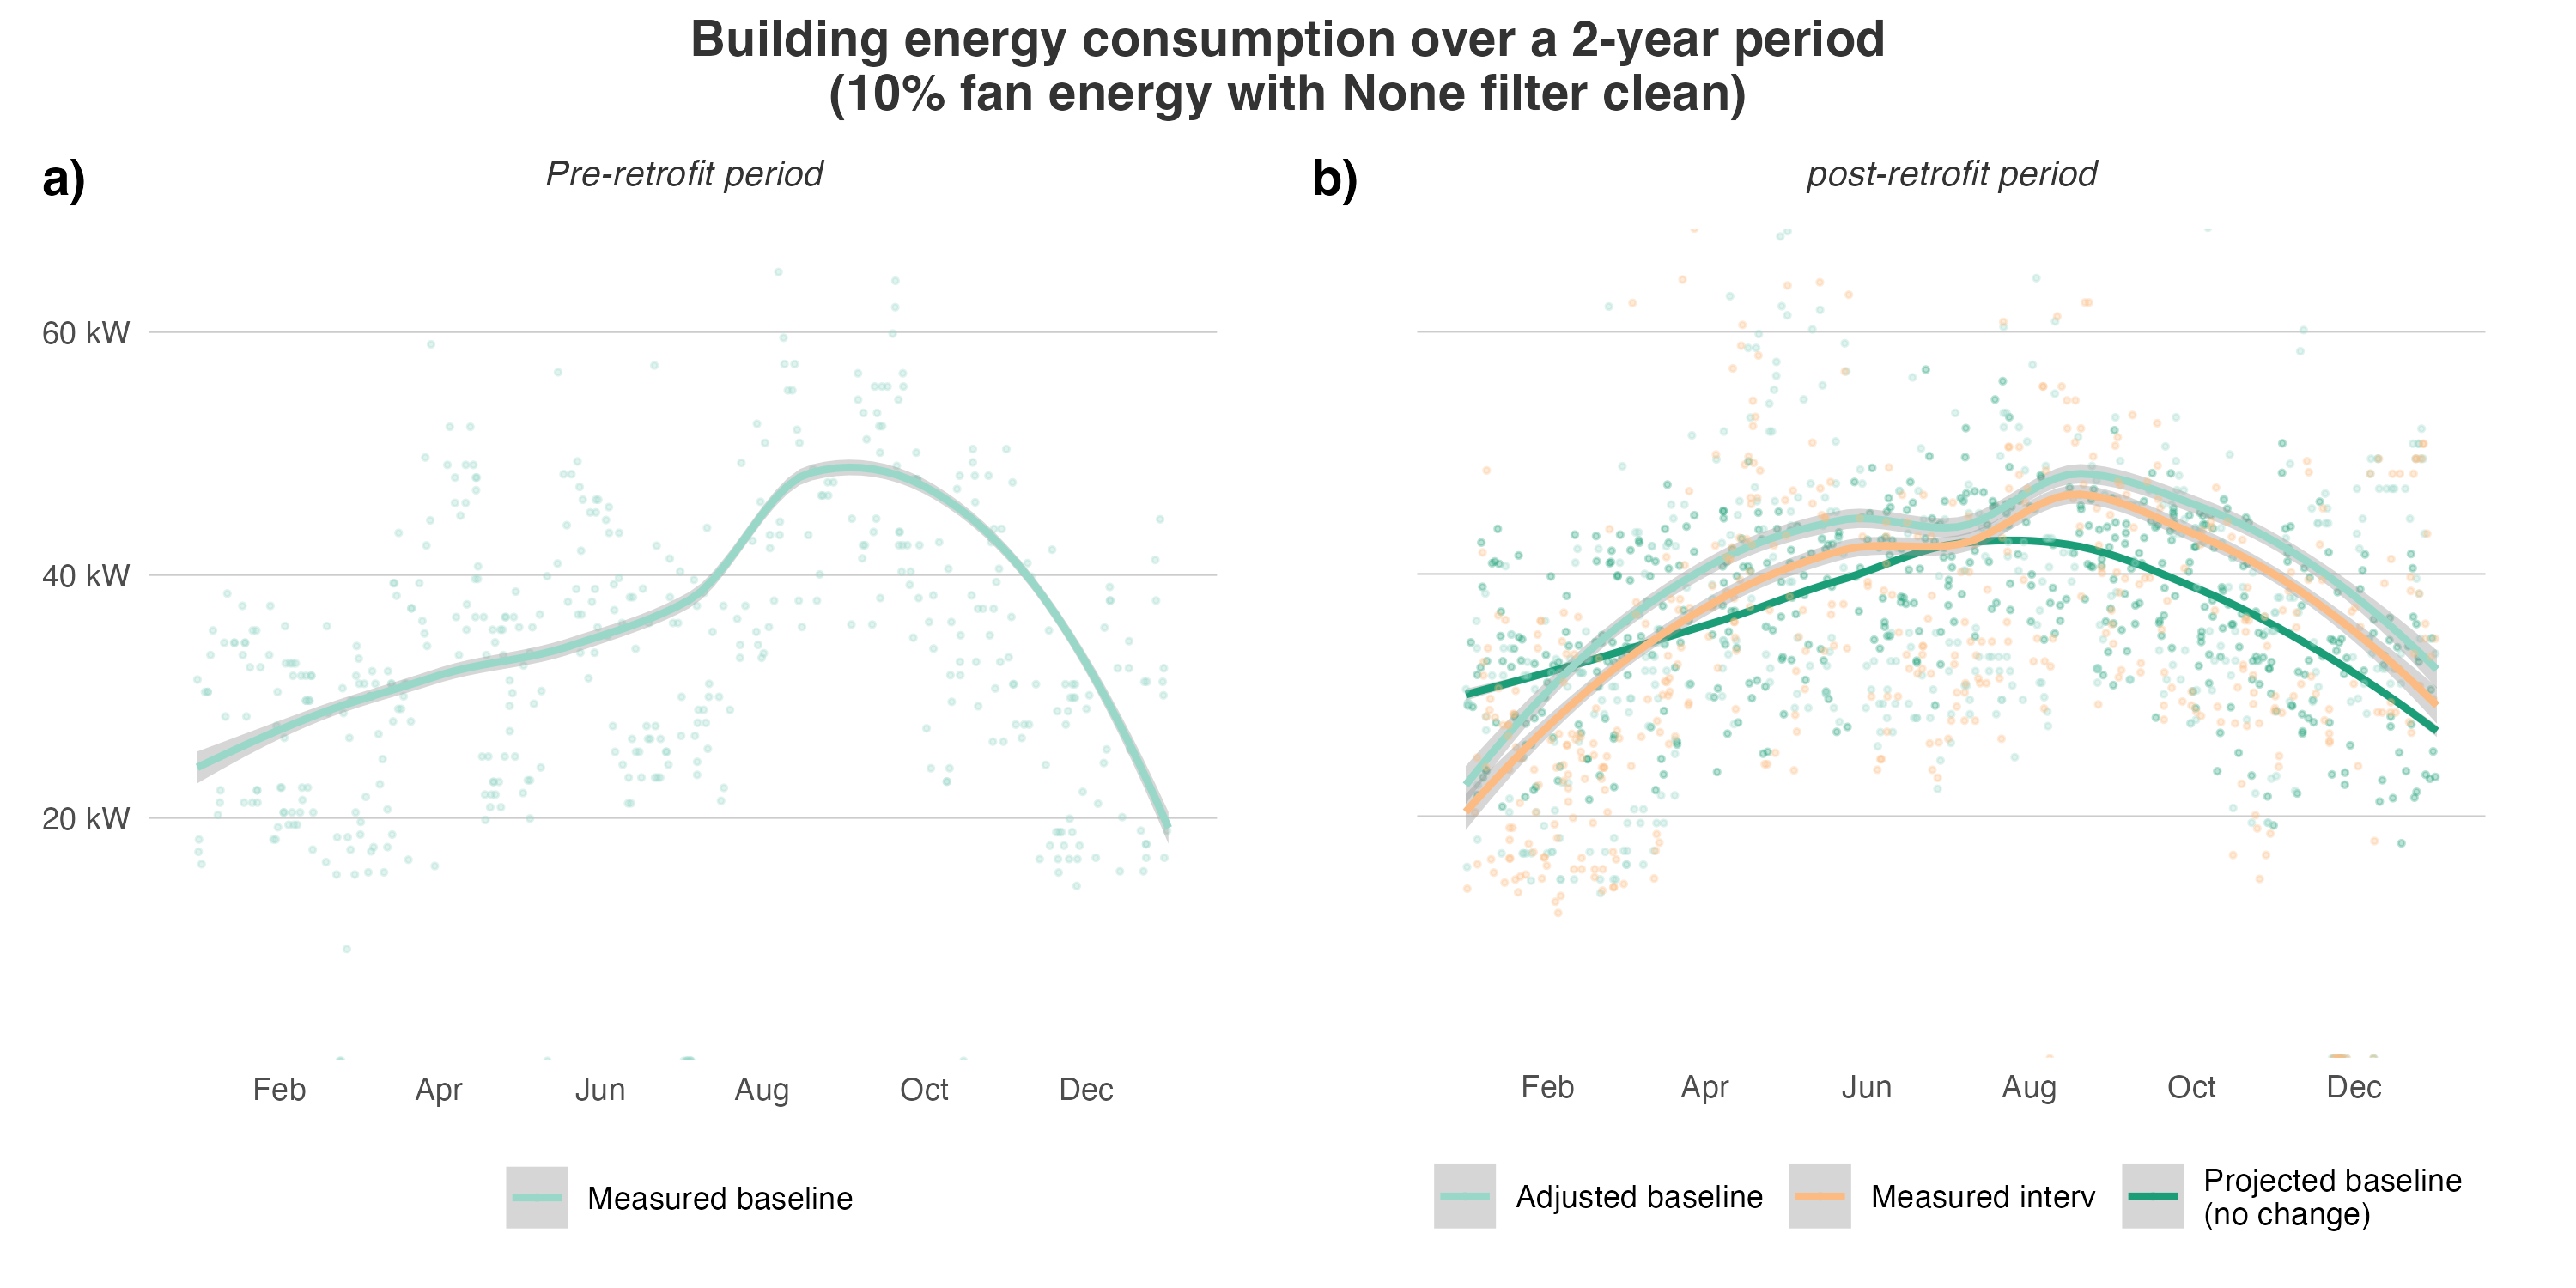 Building energy consumption over a 2-year period
(10% fan energy with None filter clean)
a)
Pre-retrofit period
60 kW
40 kW
20 kW
Feb Apr Jun Aug Oct Dec
Measured baseline
b)
post-retrofit period
Feb Apr Jun Aug Oct Dec
Adjusted baseline
Measured interv
Projected baseline
(no change)